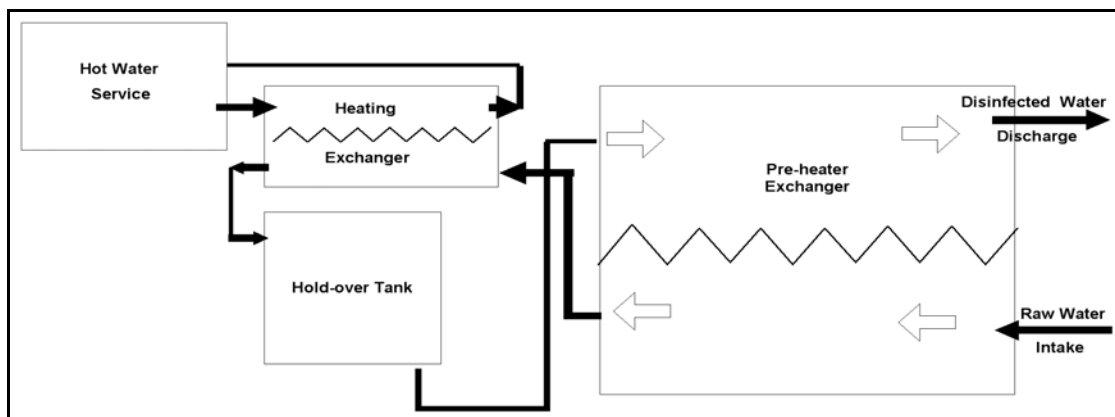 Hot Water
Service
Heating
Exchanger
Disinfected Water
Discharge
Pre-heater
Exchanger
Hold-over Tank
Raw Water
Intake